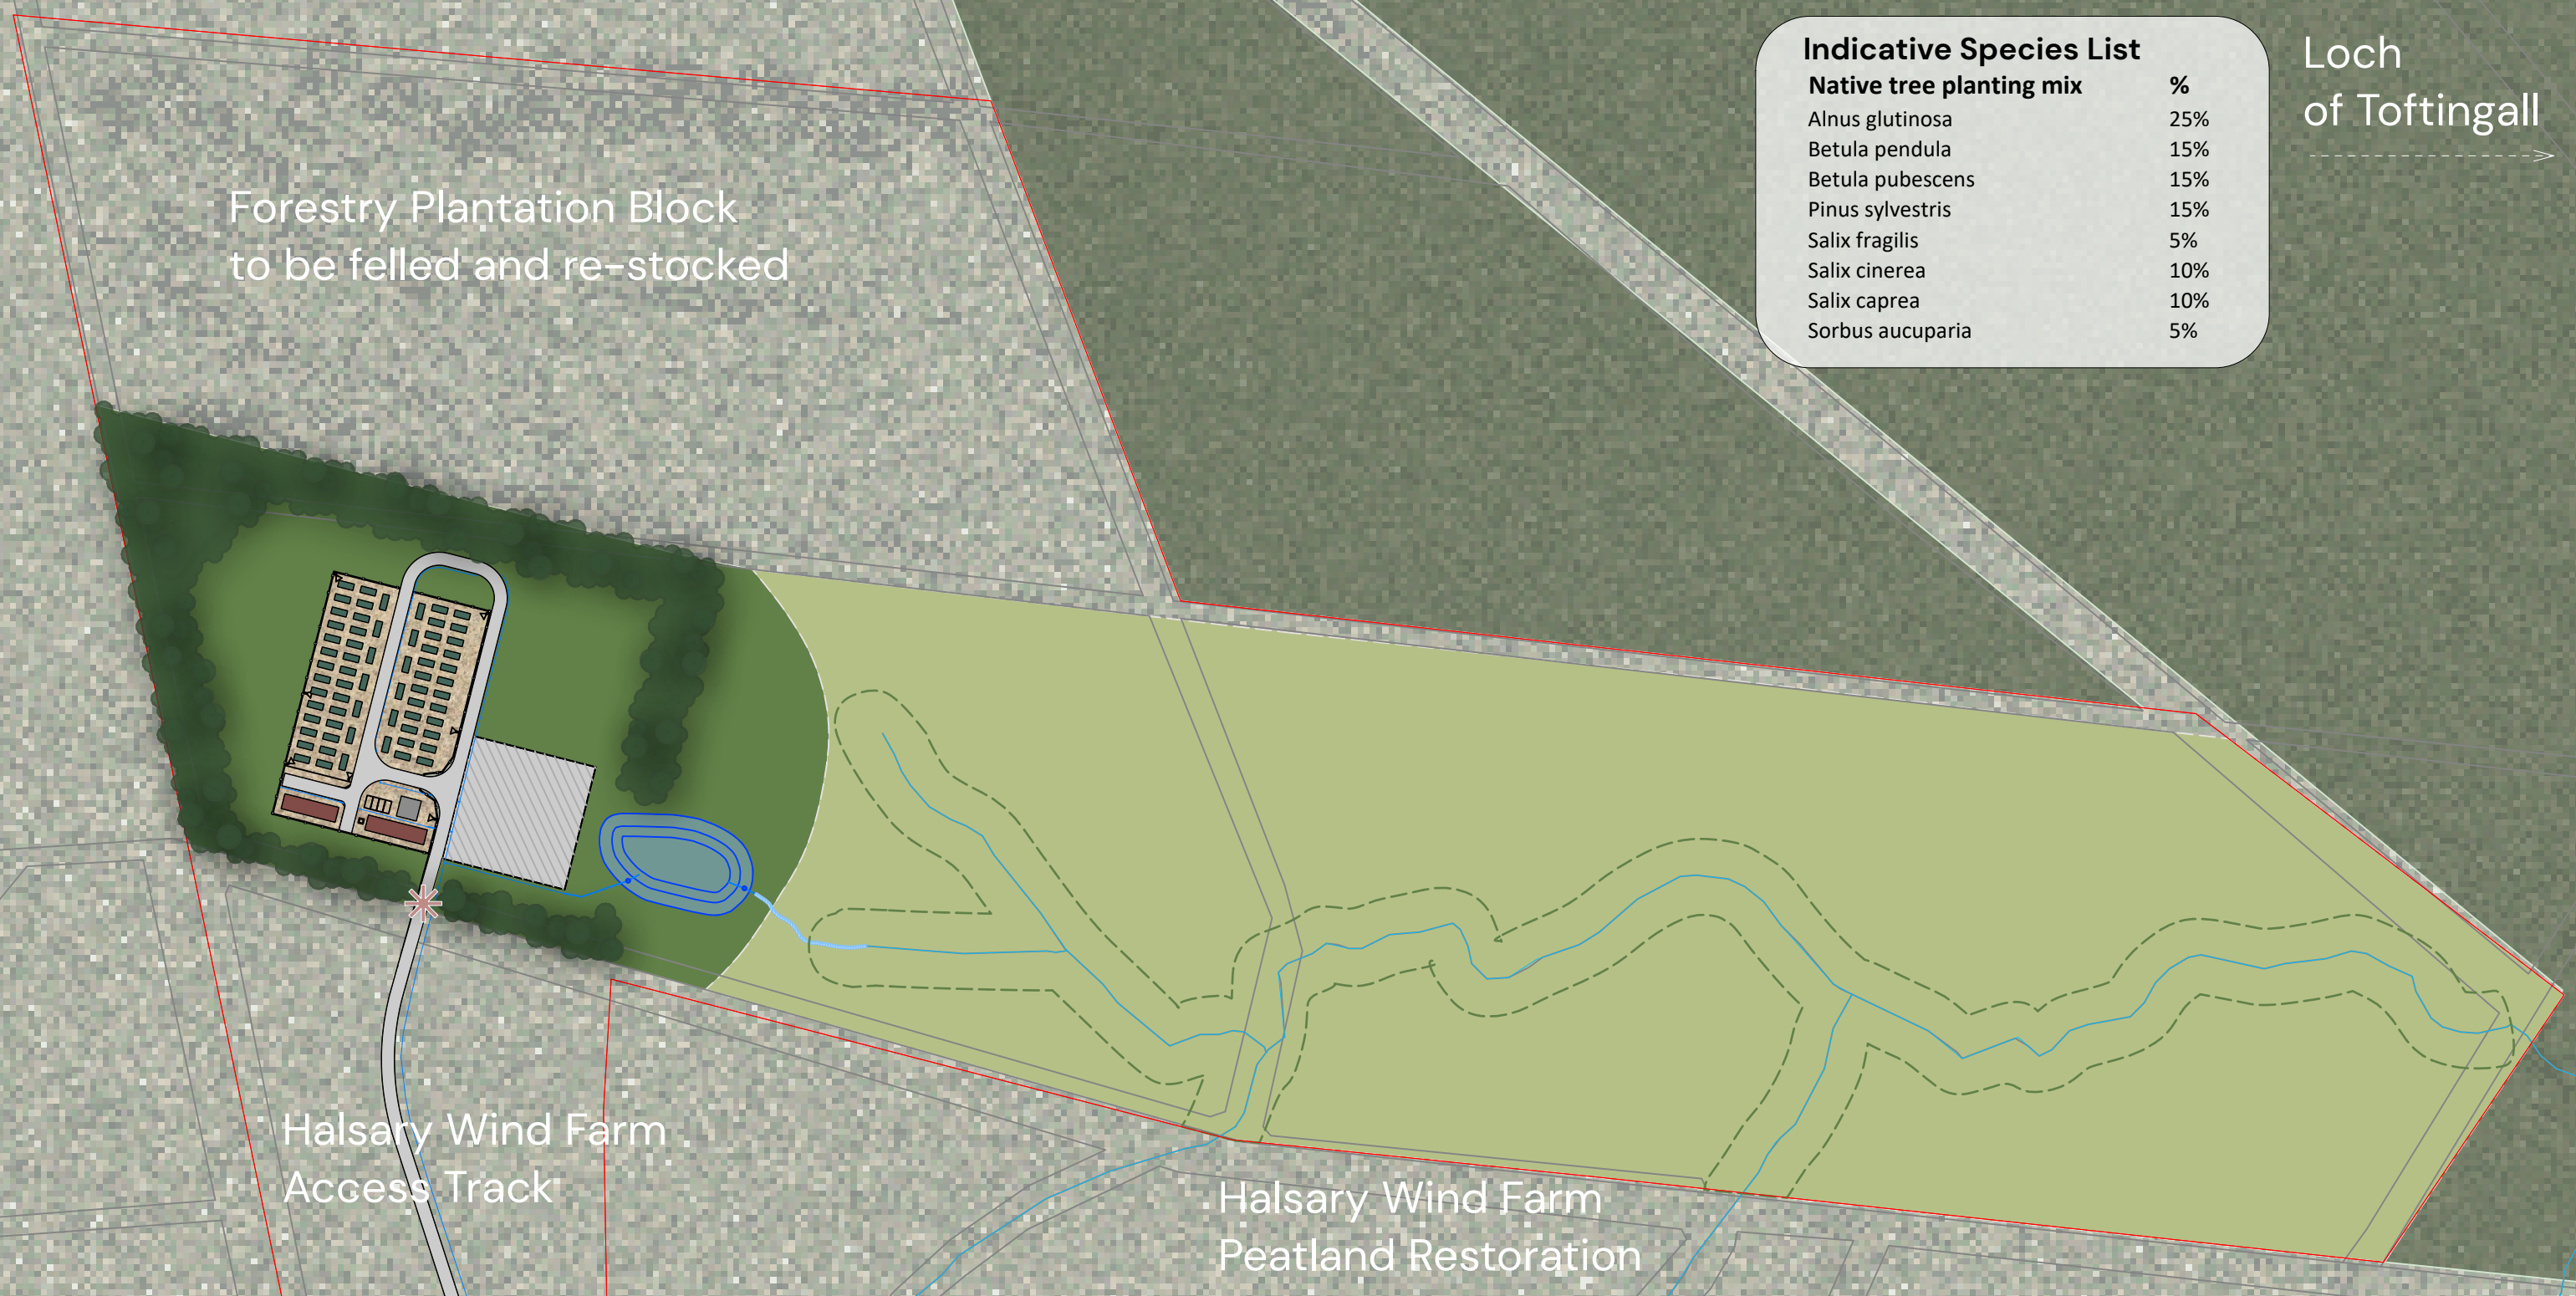 Indicative Species List
Native tree planting mix %
Alnus glutinosa 25%
Betula pendula 15%
Betula pubescens 15%
Pinus sylvestris 15%
Salix fragilis 5%
Salix cinerea 10%
Salix caprea 10%
Sorbus aucuparia 5%
Loch
of Toftingall
Forestry Plantation Block
to be felled and re-stocked
Halsary Wind Farm
Access Track
Halsary Wind Farm
Peatland Restoration